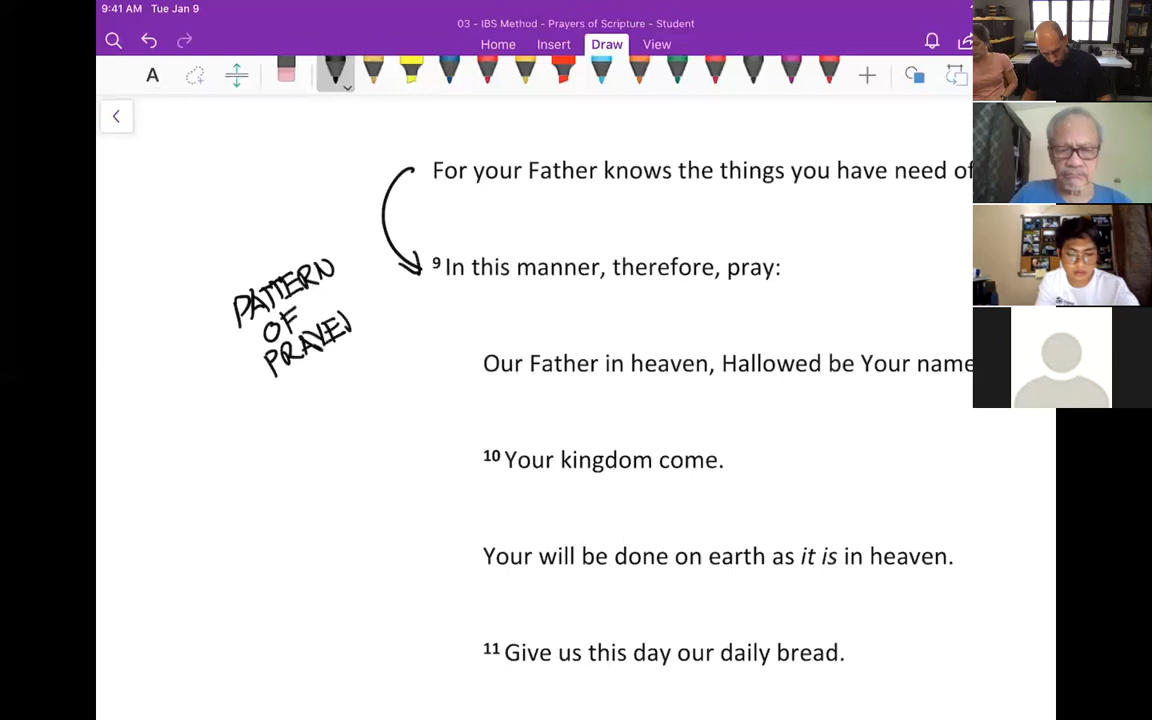 9:41 AM Tue Jan 9
03 - IBS Method - Prayers of Scripture - Student
Home Insert Draw View
A
For your Father knows the things you have need of
9 In this manner, therefore, pray:
PATTERN
OF
PRAYER
Our Father in heaven, Hallowed be Your name
10 Your kingdom come.
Your will be done on earth as it is in heaven.
11 Give us this day our daily bread.